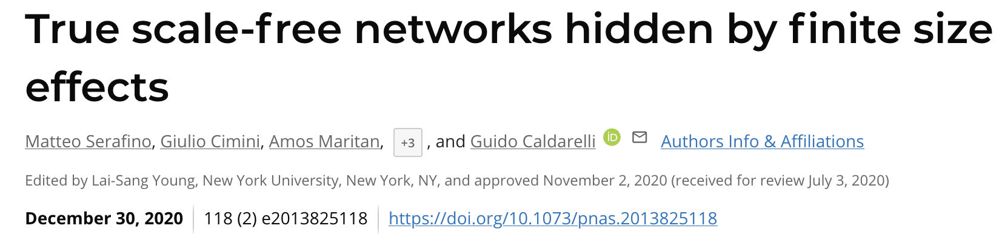 True scale-free networks hidden by finite size
effects
Matteo Serafino, Giulio Cimini, Amos Maritan, +3 , and Guido Caldarelli iD Authors Info & Affiliations
Edited by Lai-Sang Young, New York University, New York, NY, and approved November 2, 2020 (received for review July 3, 2020)
December 30, 2020 118 (2) e2013825118 https://doi.org/10.1073/pnas.2013825118